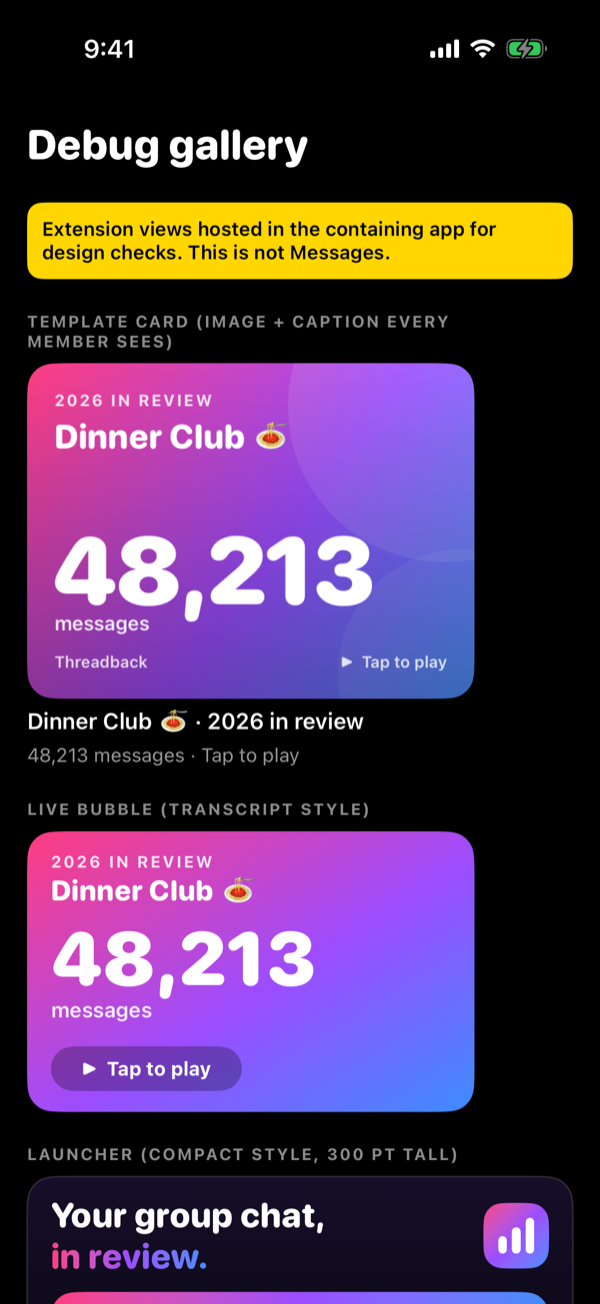 9:41
Debug gallery
Extension views hosted in the containing app for
design checks. This is not Messages.
TEMPLATE CARD (IMAGE + CAPTION EVERY
MEMBER SEES)
2026 IN REVIEW
Dinner Club 🍝
48,213
messages
Threadback
▶ Tap to play
Dinner Club 🍝 · 2026 in review
48,213 messages · Tap to play
LIVE BUBBLE (TRANSCRIPT STYLE)
2026 IN REVIEW
Dinner Club 🍝
48,213
messages
▶ Tap to play
LAUNCHER (COMPACT STYLE, 300 PT TALL)
Your group chat,
in review.